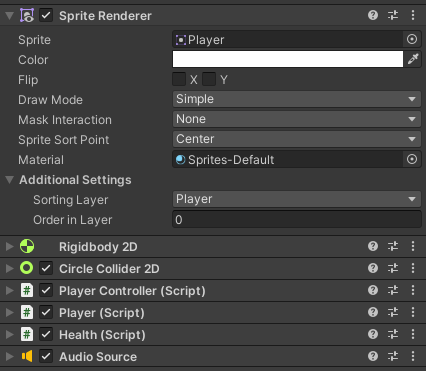 Sprite Renderer
Sprite Player
Color
Flip X Y
Draw Mode Simple
Mask Interaction None
Sprite Sort Point Center
Material Sprites-Default
Additional Settings
Sorting Layer Player
Order in Layer 0
Rigidbody 2D
Circle Collider 2D
# Player Controller (Script)
# Player (Script)
# Health (Script)
Audio Source